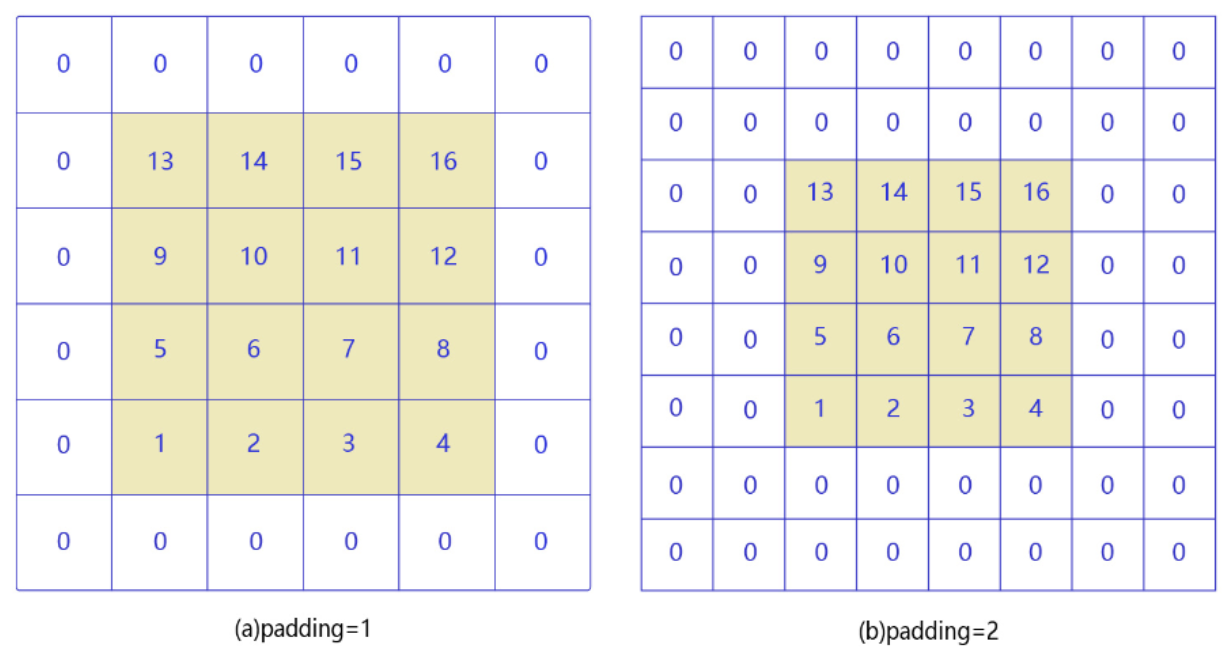 0 0 0 0 0 0
0 13 14 15 16 0
0 9 10 11 12 0
0 5 6 7 8 0
0 1 2 3 4 0
0 0 0 0 0 0
(a)padding=1
0 0 0 0 0 0 0 0
0 0 0 0 0 0 0 0
0 0 13 14 15 16 0 0
0 0 9 10 11 12 0 0
0 0 5 6 7 8 0 0
0 0 1 2 3 4 0 0
0 0 0 0 0 0 0 0
0 0 0 0 0 0 0 0
(b)padding=2